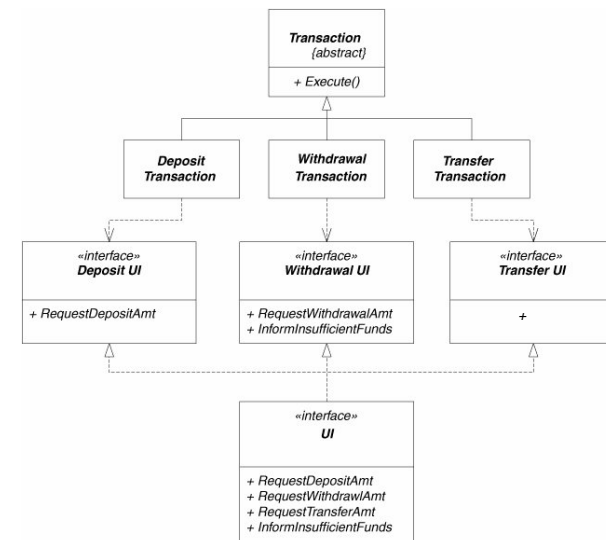 Transaction
{abstract}
+ Execute()
Deposit
Transaction
Withdrawal
Transaction
Transfer
Transaction
«interface»
Deposit UI
+ RequestDepositAmt
«interface»
Withdrawal UI
+ RequestWithdrawalAmt
+ InformInsufficientFunds
«interface»
Transfer UI
+
«interface»
UI
+ RequestDepositAmt
+ RequestWithdrawlAmt
+ RequestTransferAmt
+ InformInsufficientFunds